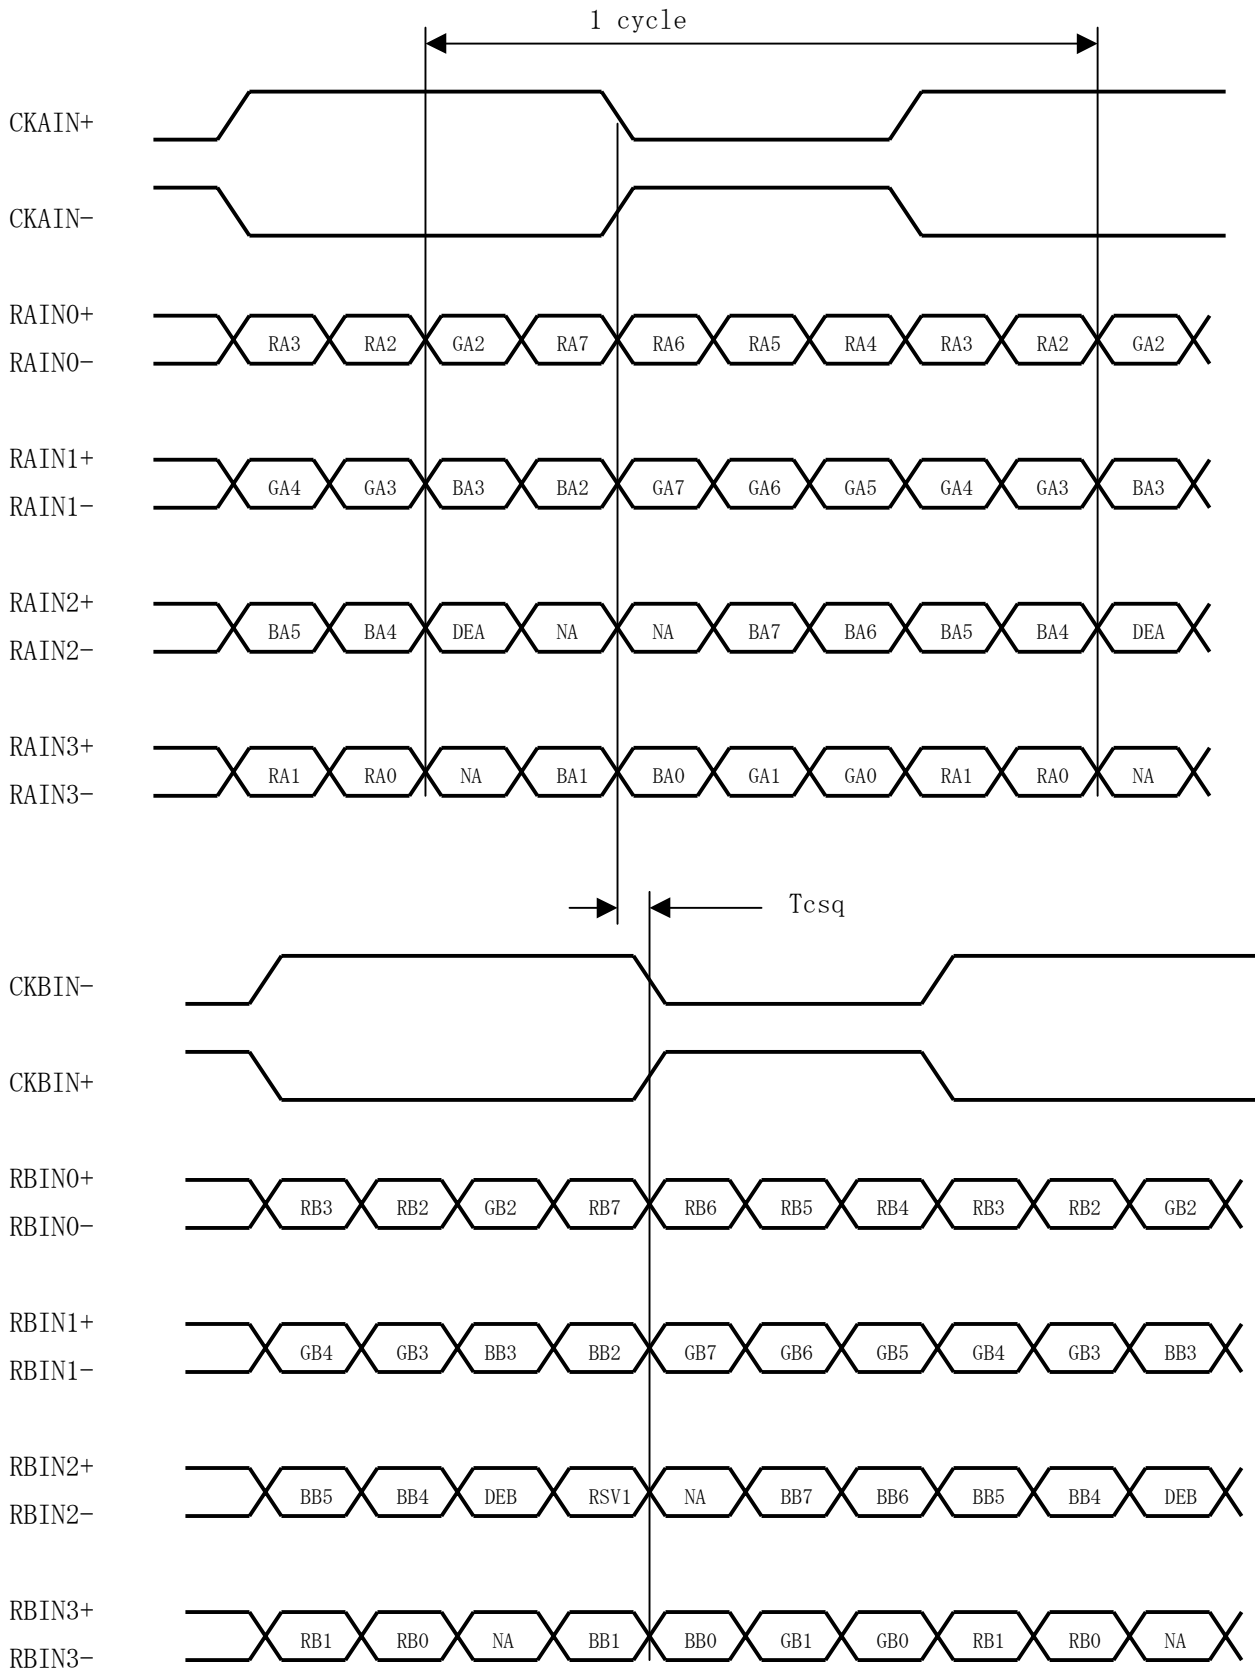 1 cycle
CKAIN+
CKAIN-
RAIN0+
RA3 RA2 GA2 RA7 RA6 RA5 RA4 RA3 RA2 GA2
RAIN0-
RAIN1+
GA4 GA3 BA3 BA2 GA7 GA6 GA5 GA4 GA3 BA3
RAIN1-
RAIN2+
BA5 BA4 DEA NA NA BA7 BA6 BA5 BA4 DEA
RAIN2-
RAIN3+
RA1 RA0 NA BA1 BA0 GA1 GA0 RA1 RA0 NA
RAIN3-
Tcsq
CKBIN-
CKBIN+
RBIN0+
RB3 RB2 GB2 RB7 RB6 RB5 RB4 RB3 RB2 GB2
RBIN0-
RBIN1+
GB4 GB3 BB3 BB2 GB7 GB6 GB5 GB4 GB3 BB3
RBIN1-
RBIN2+
BB5 BB4 DEB RSV1 NA BB7 BB6 BB5 BB4 DEB
RBIN2-
RBIN3+
RB1 RB0 NA BB1 BB0 GB1 GB0 RB1 RB0 NA
RBIN3-